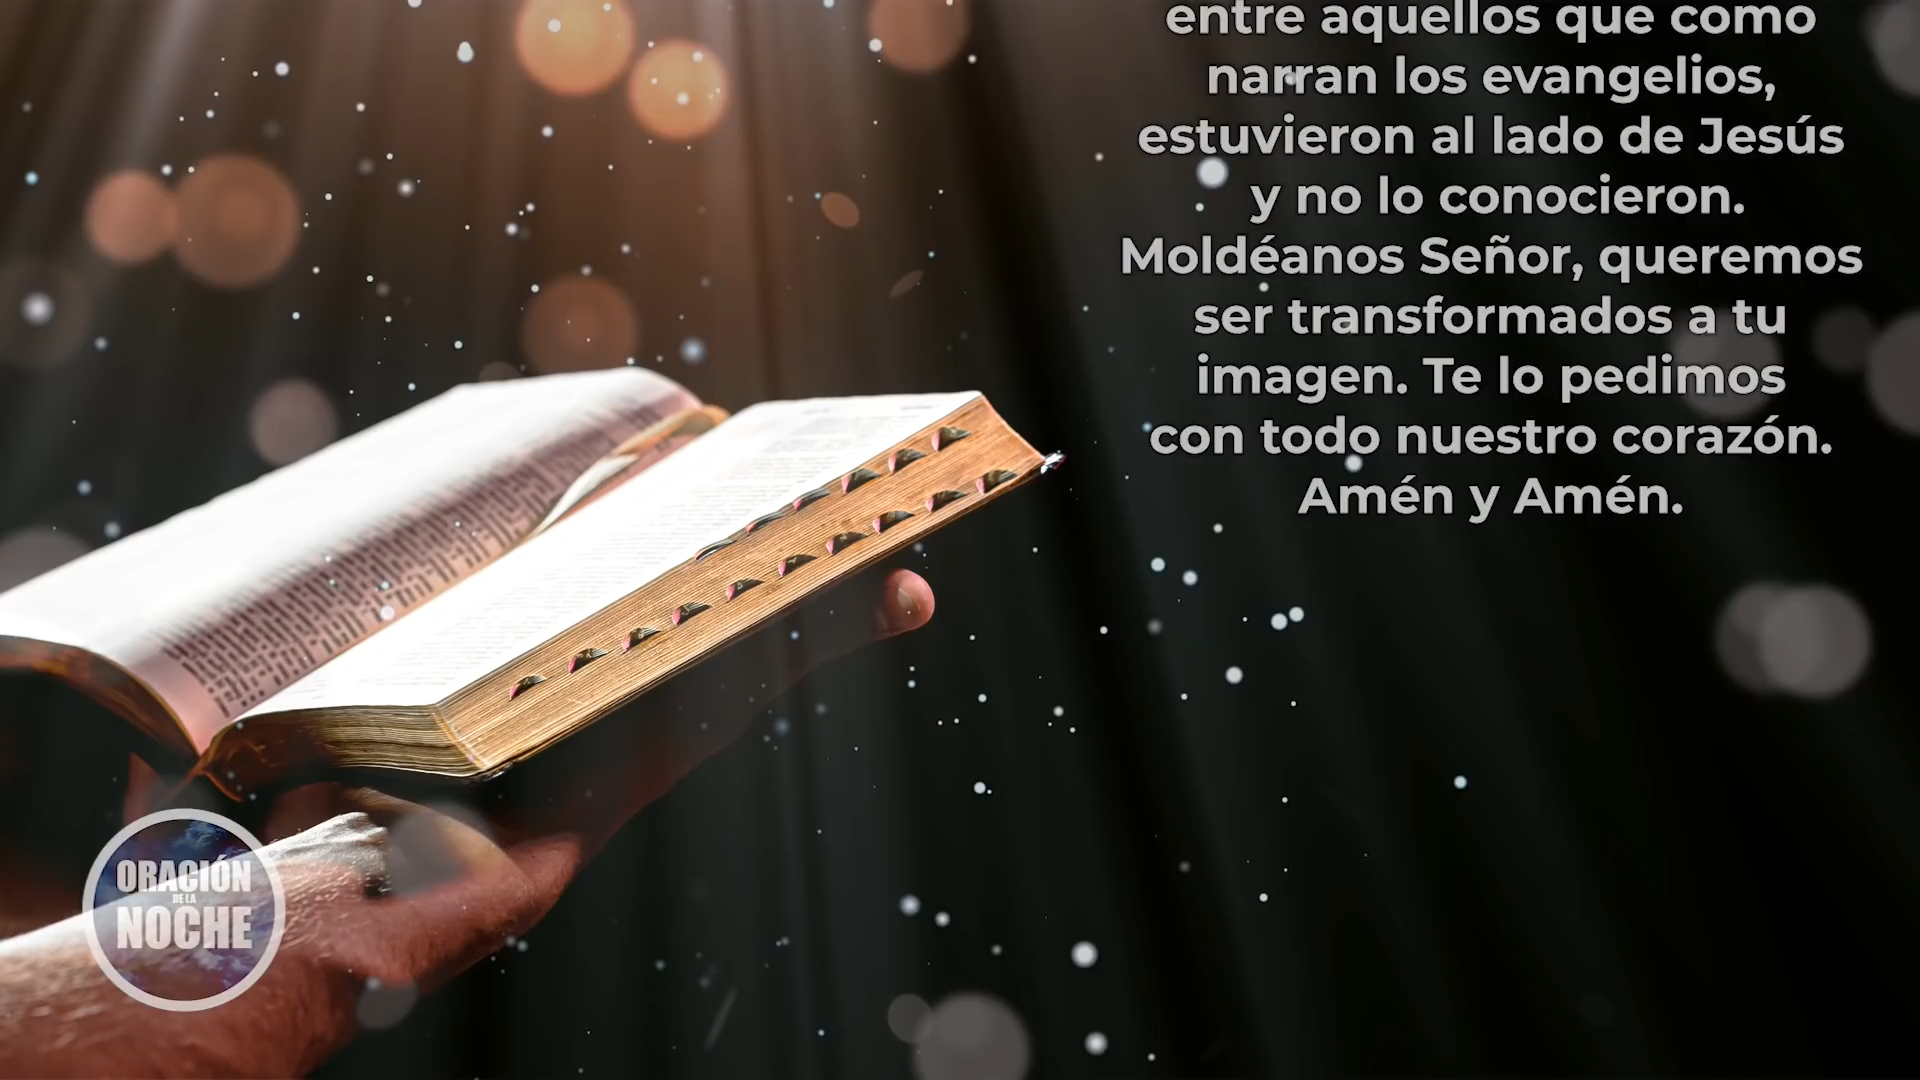 entre aquellos que como
narran los evangelios,
estuvieron al lado de Jesús
y no lo conocieron.
Moldéanos Señor, queremos
ser transformados a tu
imagen. Te lo pedimos
con todo nuestro corazón.
Amén y Amén.
ORACIÓN
DE LA
NOCHE